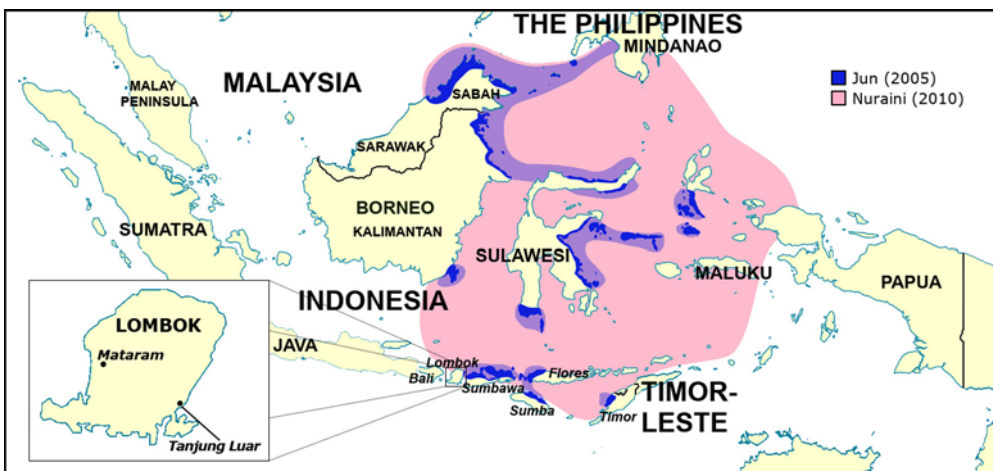 THE PHILIPPINES
MINDANAO
MALAYSIA
MALAY
PENINSULA
SABAH
Jun (2005)
Nuraini (2010)
SARAWAK
BORNEO
KALIMANTAN
SUMATRA
SULAWESI
MALUKU
PAPUA
INDONESIA
LOMBOK
Mataram
Tanjung Luar
JAVA
Lombok
Bali
Sumbawa
Flores
Sumba
Timor
TIMOR-
LESTE